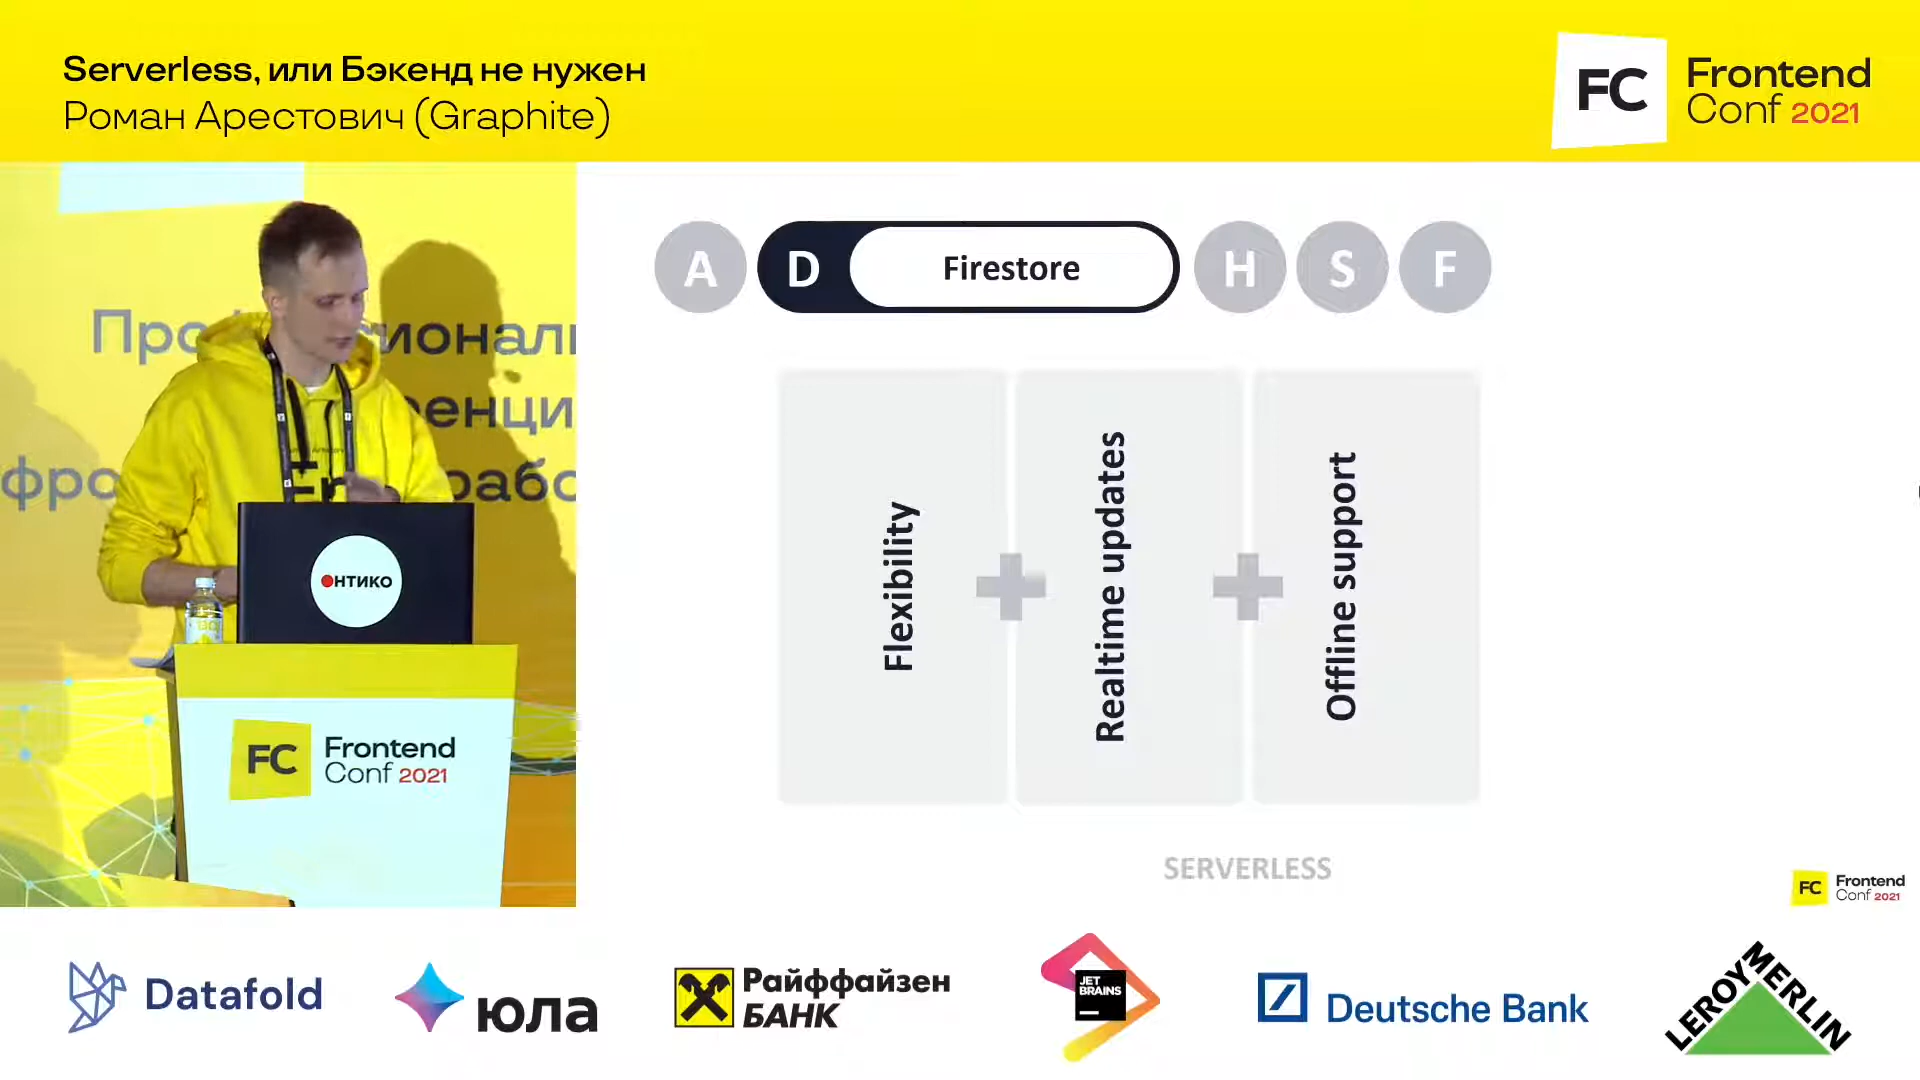 Serverless, или Бэкенд не нужен
Роман Арестович (Graphite)
FC
Frontend
Conf 2021
A
D
Firestore
H
S
F
Flexibility
Realtime updates
Offline support
SERVERLESS
ОНТИКО
FC
Frontend
Conf 2021
FC
Frontend
Conf 2021
Datafold
юла
Райффайзен
БАНК
JET
BRAINS
Deutsche Bank
LEROY MERLIN